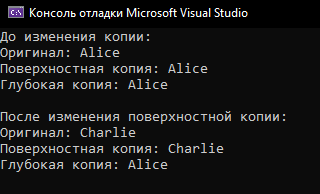 Консоль отладки Microsoft Visual Studio
До изменения копии:
Оригинал: Alice
Поверхностная копия: Alice
Глубокая копия: Alice
После изменения поверхностной копии:
Оригинал: Charlie
Поверхностная копия: Charlie
Глубокая копия: Alice